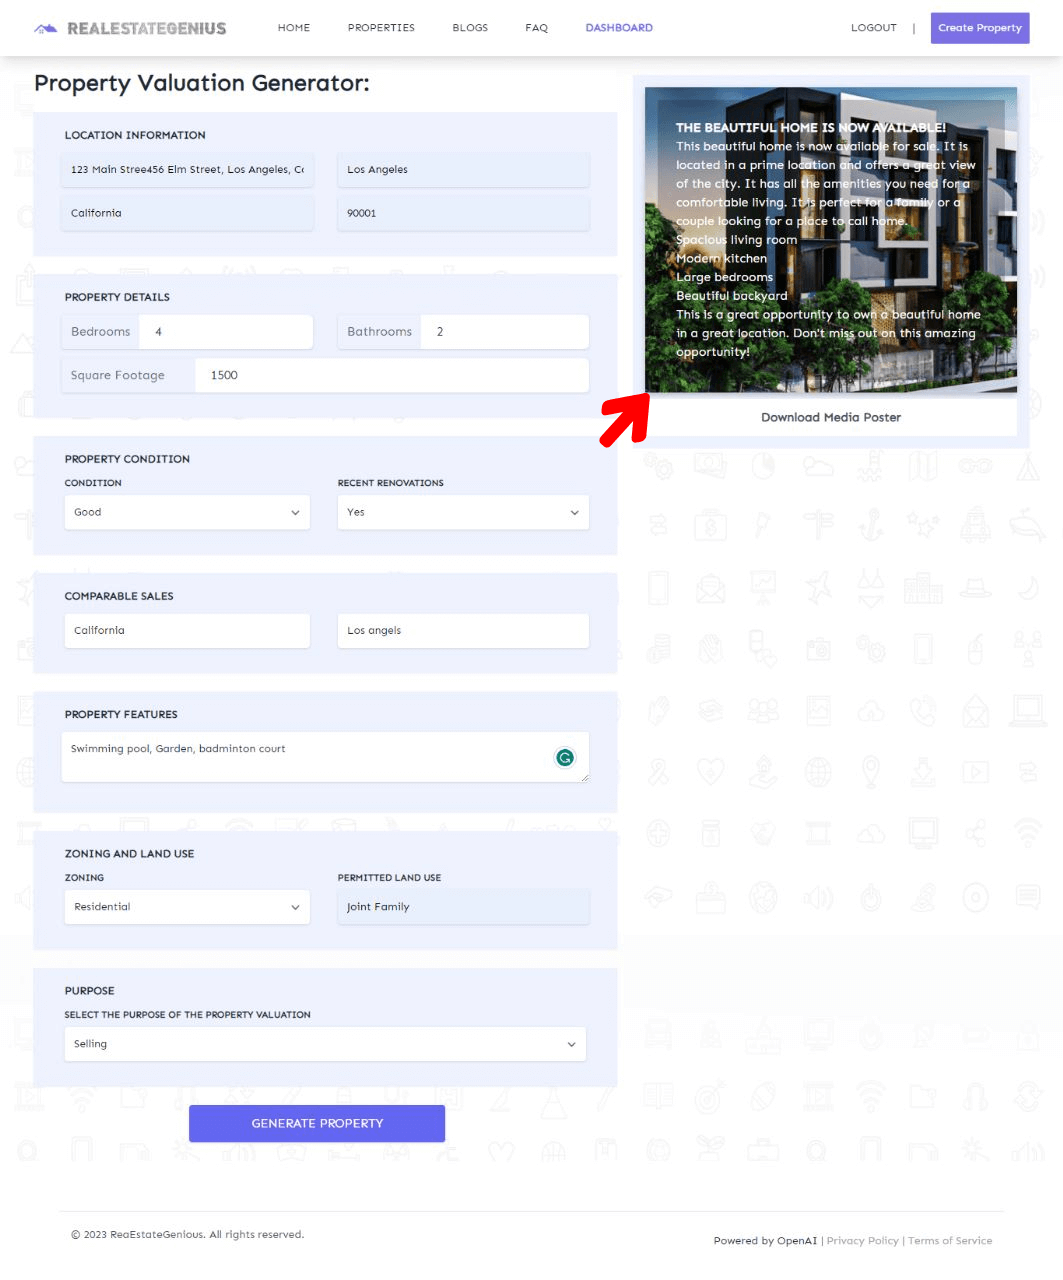 REALESTATEGENIUS
HOME
PROPERTIES
BLOGS
FAQ
DASHBOARD
LOGOUT
|
Create Property
Property Valuation Generator:
LOCATION INFORMATION
123 Main Stree456 Elm Street, Los Angeles, Ca
Los Angeles
California
90001
PROPERTY DETAILS
Bedrooms 4
Bathrooms 2
Square Footage 1500
PROPERTY CONDITION
CONDITION
RECENT RENOVATIONS
Good
Yes
COMPARABLE SALES
California
Los angels
PROPERTY FEATURES
Swimming pool, Garden, badminton court
ZONING AND LAND USE
ZONING
PERMITTED LAND USE
Residential
Joint Family
PURPOSE
SELECT THE PURPOSE OF THE PROPERTY VALUATION
Selling
GENERATE PROPERTY
THE BEAUTIFUL HOME IS NOW AVAILABLE!
This beautiful home is now available for sale. It is
located in a prime location and offers a great view
of the city. It has all the amenities you need for a
comfortable living. It is perfect for a family or a
couple looking for a place to call home.
Spacious living room
Modern kitchen
Large bedrooms
Beautiful backyard
This is a great opportunity to own a beautiful home
in a great location. Don't miss out on this amazing
opportunity!
Download Media Poster
© 2023 ReaEstateGenious. All rights reserved.
Powered by OpenAI | Privacy Policy | Terms of Service